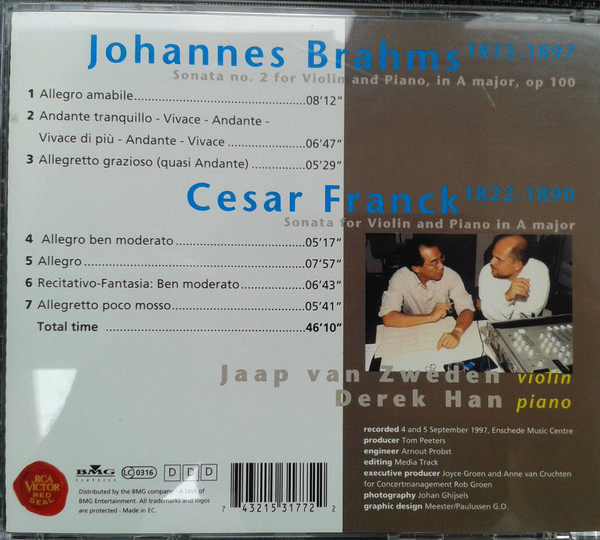 Johannes Brahms 1833-1897
Sonata no. 2 for Violin and Piano, in A major, op 100
1 Allegro amabile..........08'12"
2 Andante tranquillo - Vivace - Andante -
Vivace di più - Andante - Vivace..........06'47"
3 Allegretto grazioso (quasi Andante)..........05'29"
Cesar Franck 1822-1890
Sonata for Violin and Piano in A major
4 Allegro ben moderato..........05'17"
5 Allegro..........07'57"
6 Recitativo-Fantasia: Ben moderato..........06'43"
7 Allegretto poco mosso..........05'41"
Total time..........46'10"
Jaap van Zweden violin
Derek Han piano
recorded 4 and 5 September 1997, Enschede Music Centre
producer Tom Peeters
engineer Arnout Probst
editing Media Track
executive producer Joyce Groen and Anne van Cruchten
for Concertmanagement Rob Groen
photography Johan Ghijsels
graphic design Meester/Paulussen G.O.
RCA
VICTOR
RED SEAL
BMG
CLASSICS
LC 0316
D D D
Distributed by the BMG company. A Unit of
BMG Entertainment. All trademarks and logos
are protected - Made in EC.
7 43215 31772 2